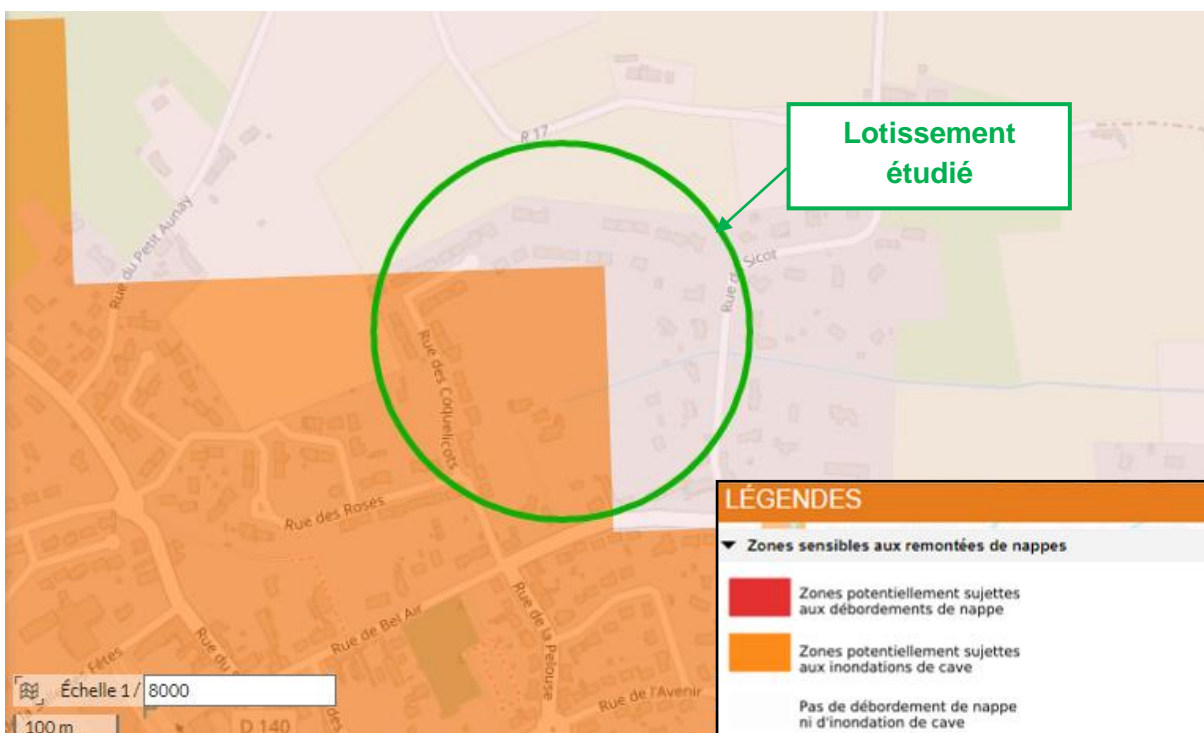 R 17
Lotissement
étudié
Rue du Petit Aunay
Sicot
Rue d
Rue des Coquelicots
Rue des Roses
Rue de Bel Air
Rue de la Pelouse
Rue de l'Avenir
Fêtes
Rue du
des
D 140
Échelle 1 / 8000
100 m
LÉGENDES
Zones sensibles aux remontées de nappes
Zones potentiellement sujettes
aux débordements de nappe
Zones potentiellement sujettes
aux inondations de cave
Pas de débordement de nappe
ni d'inondation de cave